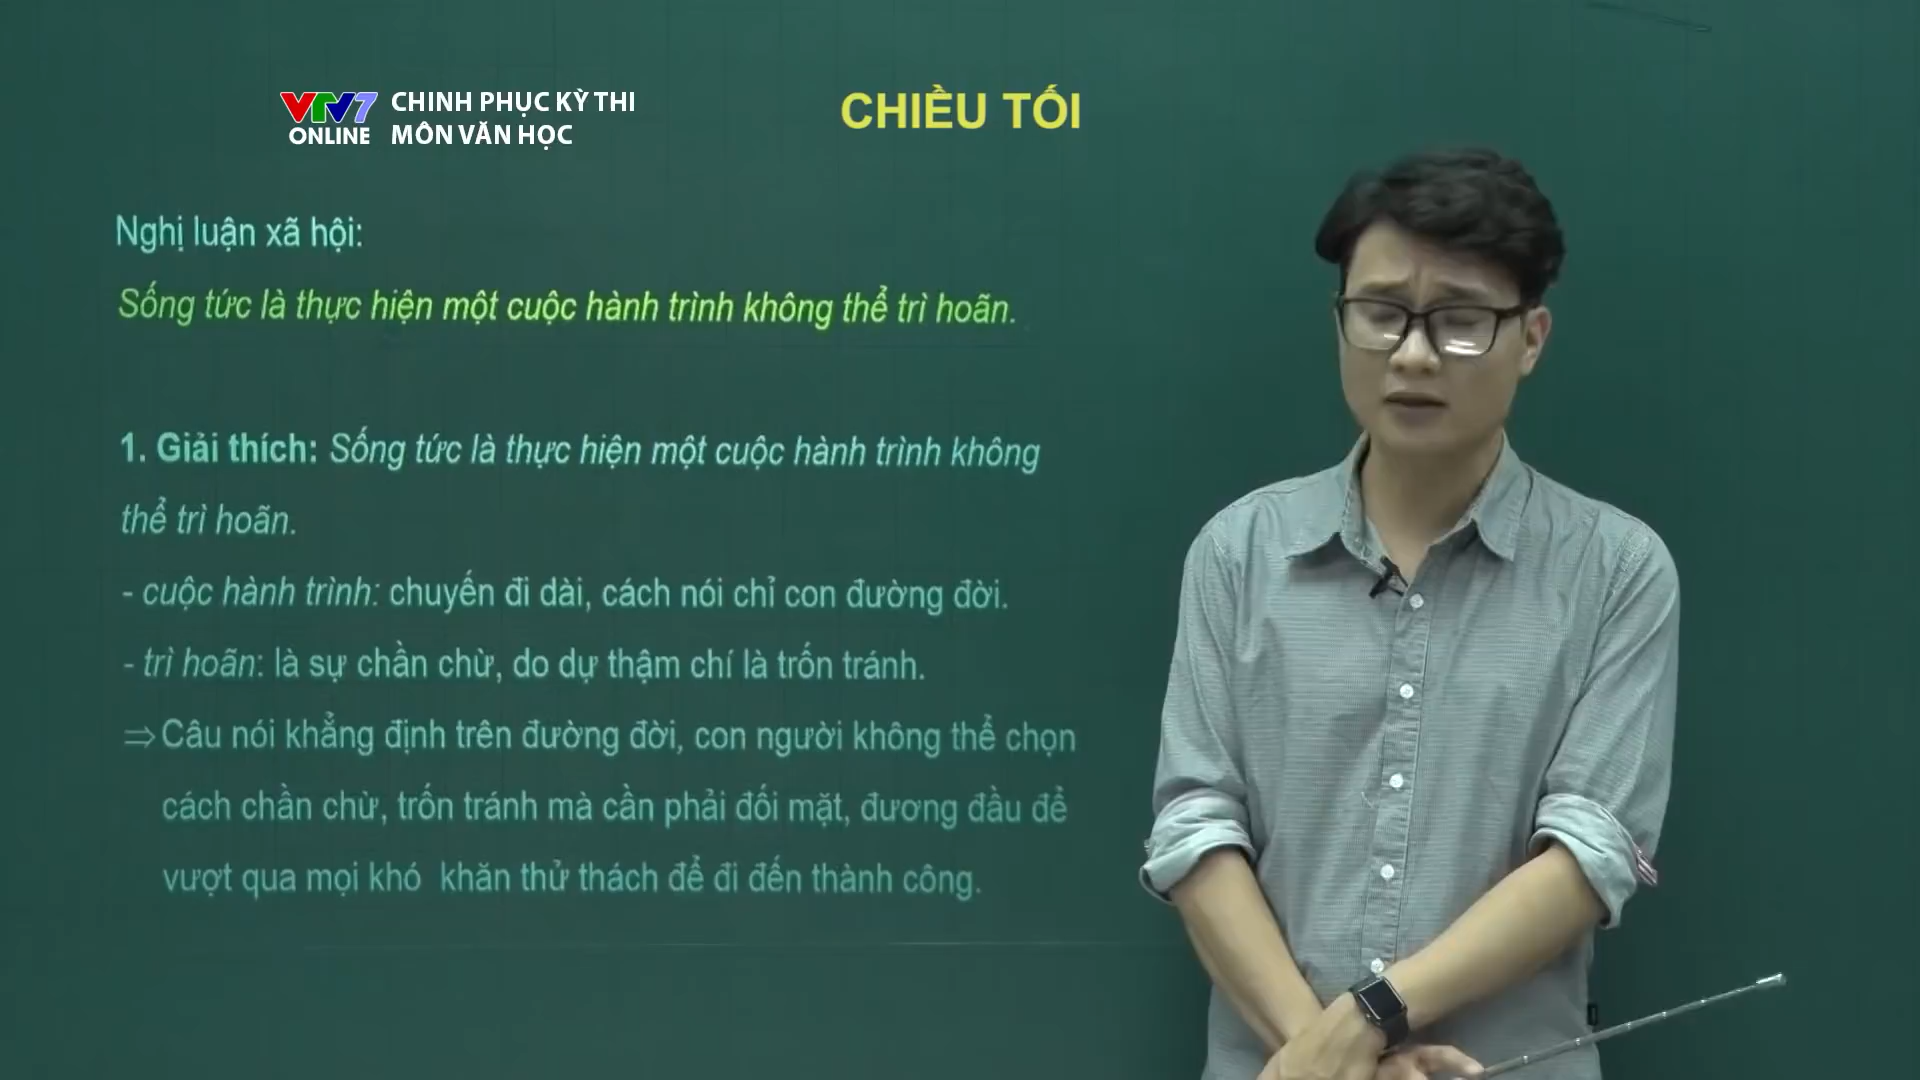 VTV7
ONLINE
CHINH PHỤC KỲ THI
MÔN VĂN HỌC
CHIỀU TỐI
Nghị luận xã hội:
Sống tức là thực hiện một cuộc hành trình không thể trì hoãn.
1. Giải thích: Sống tức là thực hiện một cuộc hành trình không
thể trì hoãn.
- cuộc hành trình: chuyến đi dài, cách nói chỉ con đường đời.
- trì hoãn: là sự chần chừ, do dự thậm chí là trốn tránh.
⇒ Câu nói khẳng định trên đường đời, con người không thể chọn
cách chần chừ, trốn tránh mà cần phải đối mặt, đương đầu để
vượt qua mọi khó khăn thử thách để đi đến thành công.